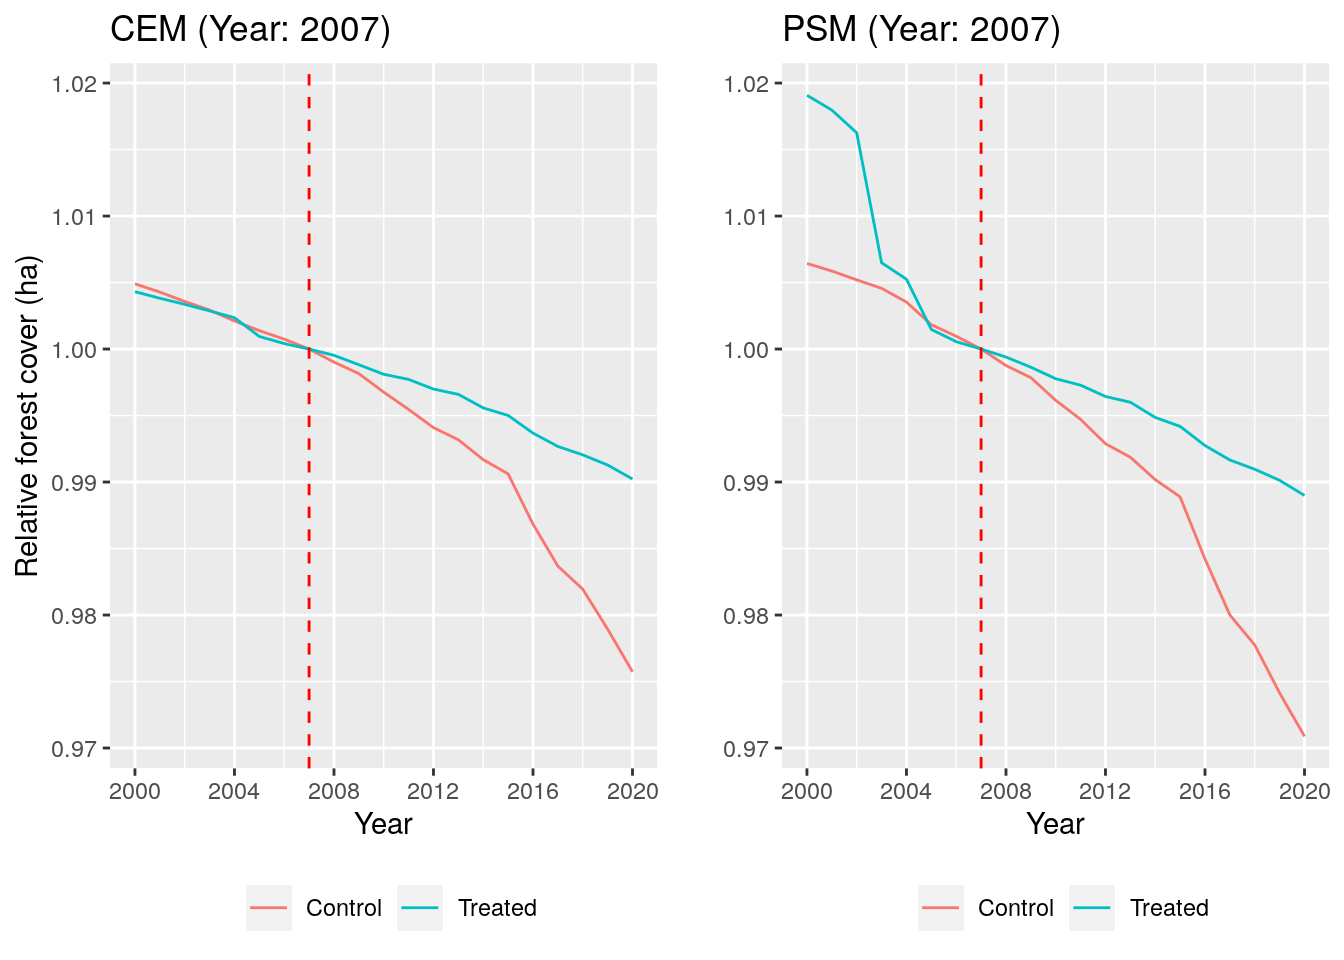 CEM (Year: 2007)
Relative forest cover (ha)
1.02
1.01
1.00
0.99
0.98
0.97
2000 2004 2008 2012 2016 2020
Year
Control Treated
PSM (Year: 2007)
1.02
1.01
1.00
0.99
0.98
0.97
2000 2004 2008 2012 2016 2020
Year
Control Treated